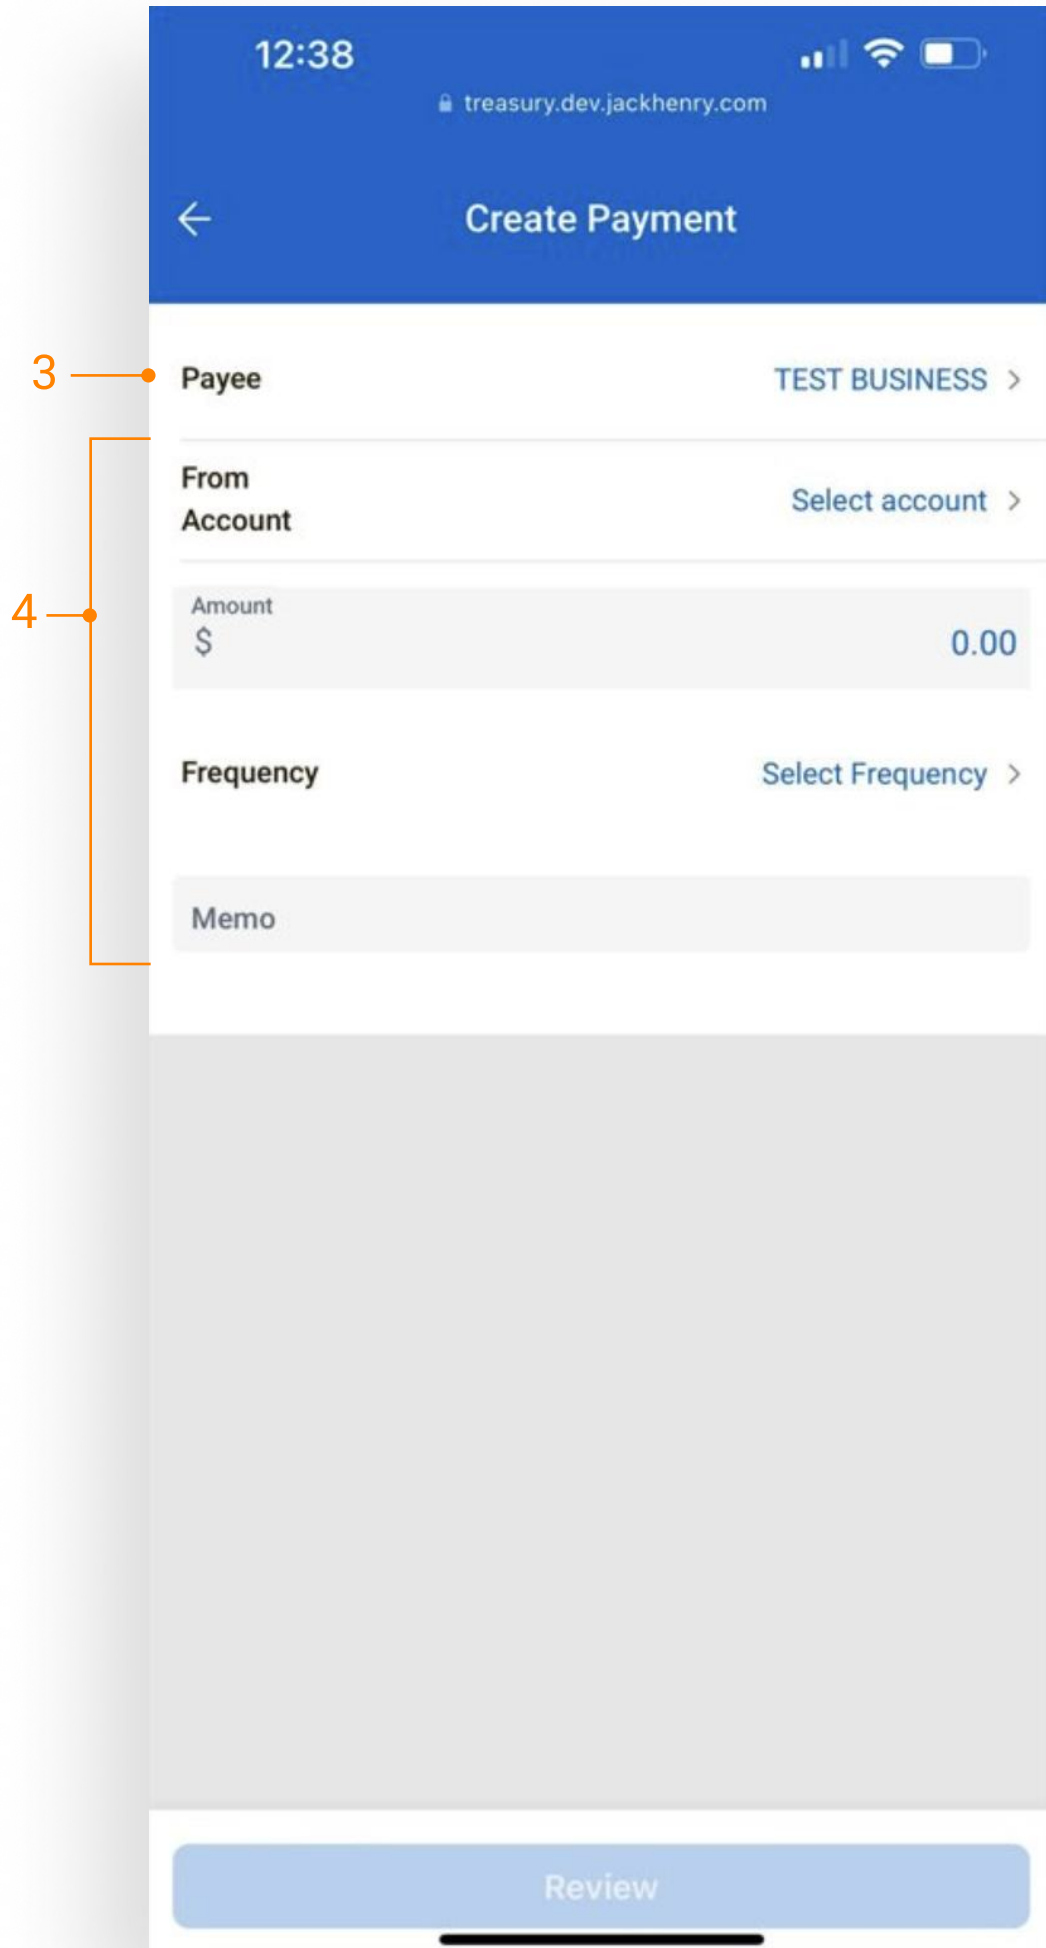 12:38
treasury.dev.jackhenry.com
Create Payment
3
Payee
TEST BUSINESS
From
Account
Select account
4
Amount
$
0.00
Frequency
Select Frequency
Memo
Review